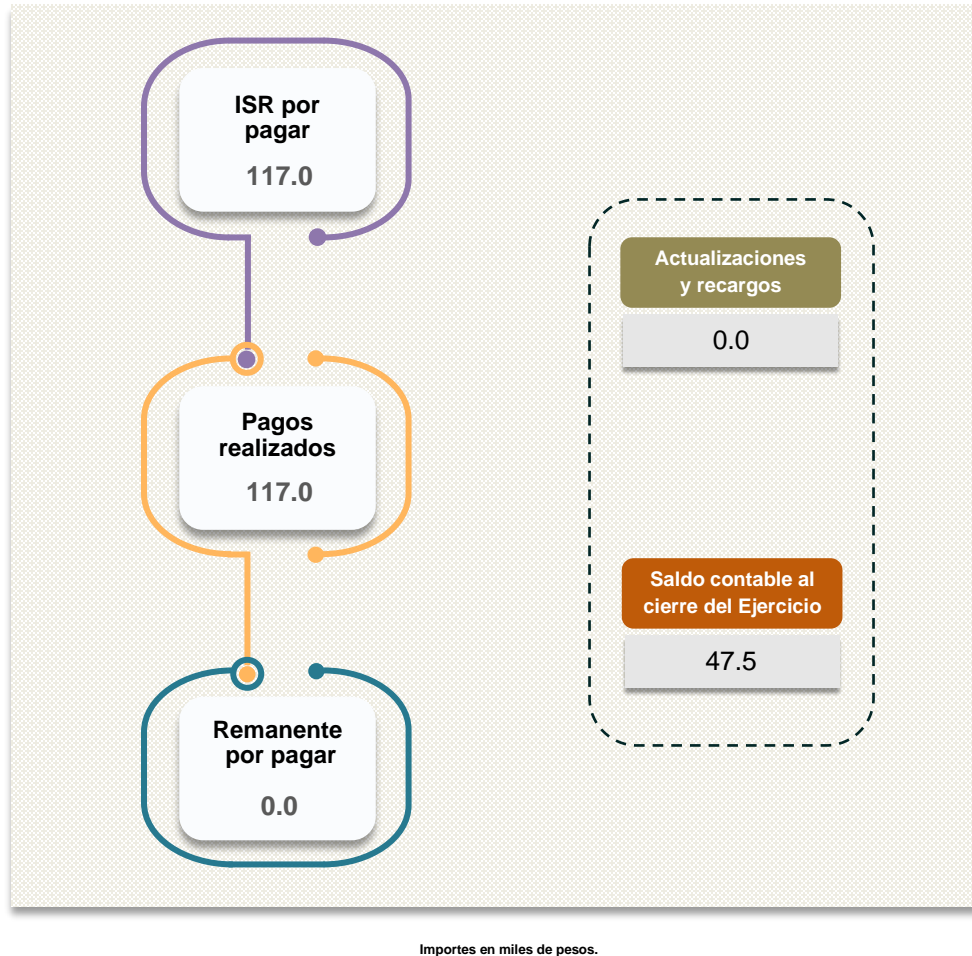 ISR por
pagar
117.0
Pagos
realizados
117.0
Remanente
por pagar
0.0
Actualizaciones
y recargos
0.0
Saldo contable al
cierre del Ejercicio
47.5
Importes en miles de pesos.